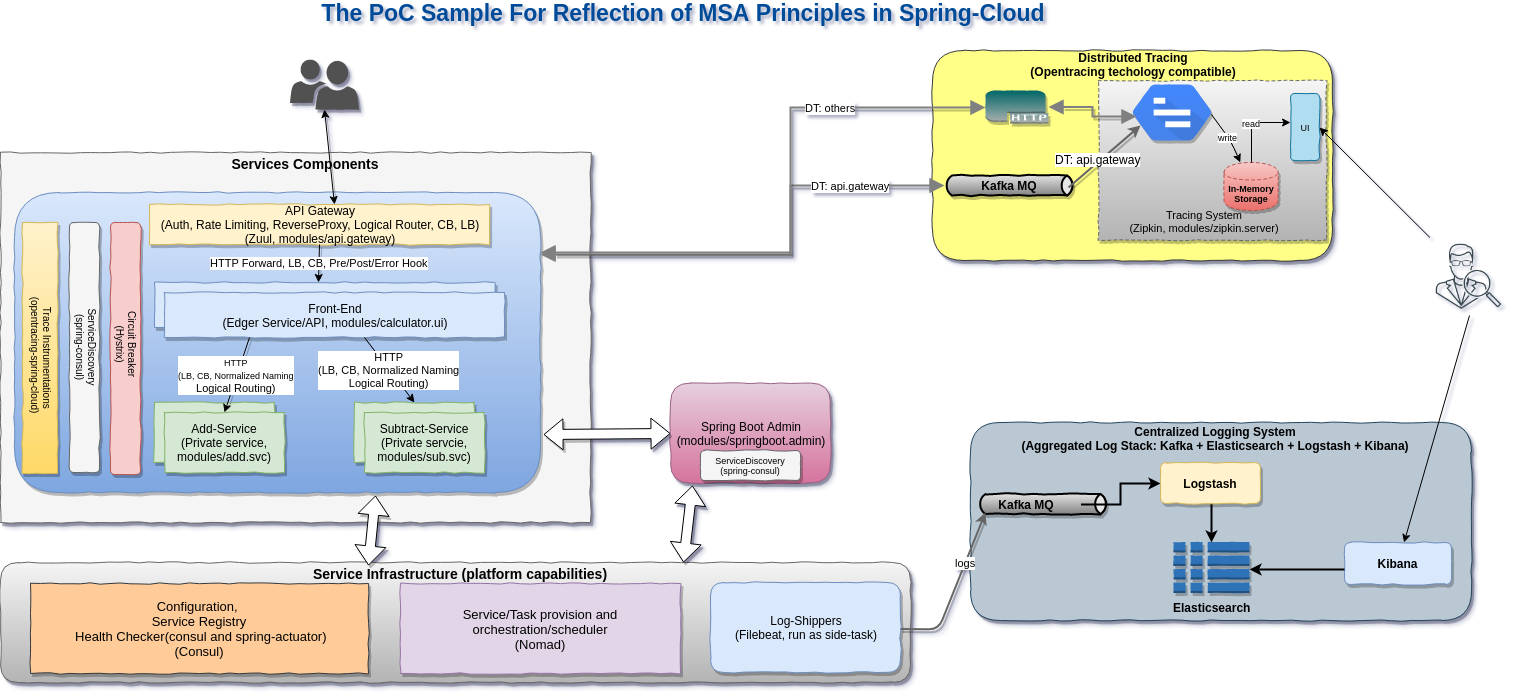 The PoC Sample For Reflection of MSA Principles in Spring-Cloud
Services Components
API Gateway
(Auth, Rate Limiting, ReverseProxy, Logical Router, CB, LB)
(Zuul, modules/api.gateway)
HTTP Forward, LB, CB, Pre/Post/Error Hook
Trace Instrumentations
(opentracing-spring-cloud)
ServiceDiscovery
(spring-consul)
Circuit Breaker
(Hystrix)
Front-End
(Edger Service/API, modules/calculator.ui)
HTTP
(LB, CB, Normalized Naming
Logical Routing)
HTTP
(LB, CB, Normalized Naming
Logical Routing)
Add-Service
(Private service,
modules/add.svc)
Subtract-Service
(Private servcie,
modules/sub.svc)
DT: others
DT: api.gateway
Distributed Tracing
(Opentracing techology compatible)
HTTP
Kafka MQ
DT: api.gateway
write
read
UI
In-Memory
Storage
Tracing System
(Zipkin, modules/zipkin.server)
Spring Boot Admin
(modules/springboot.admin)
ServiceDiscovery
(spring-consul)
Service Infrastructure (platform capabilities)
Configuration,
Service Registry
Health Checker(consul and spring-actuator)
(Consul)
Service/Task provision and
orchestration/scheduler
(Nomad)
Log-Shippers
(Filebeat, run as side-task)
logs
Centralized Logging System
(Aggregated Log Stack: Kafka + Elasticsearch + Logstash + Kibana)
Kafka MQ
Logstash
Elasticsearch
Kibana